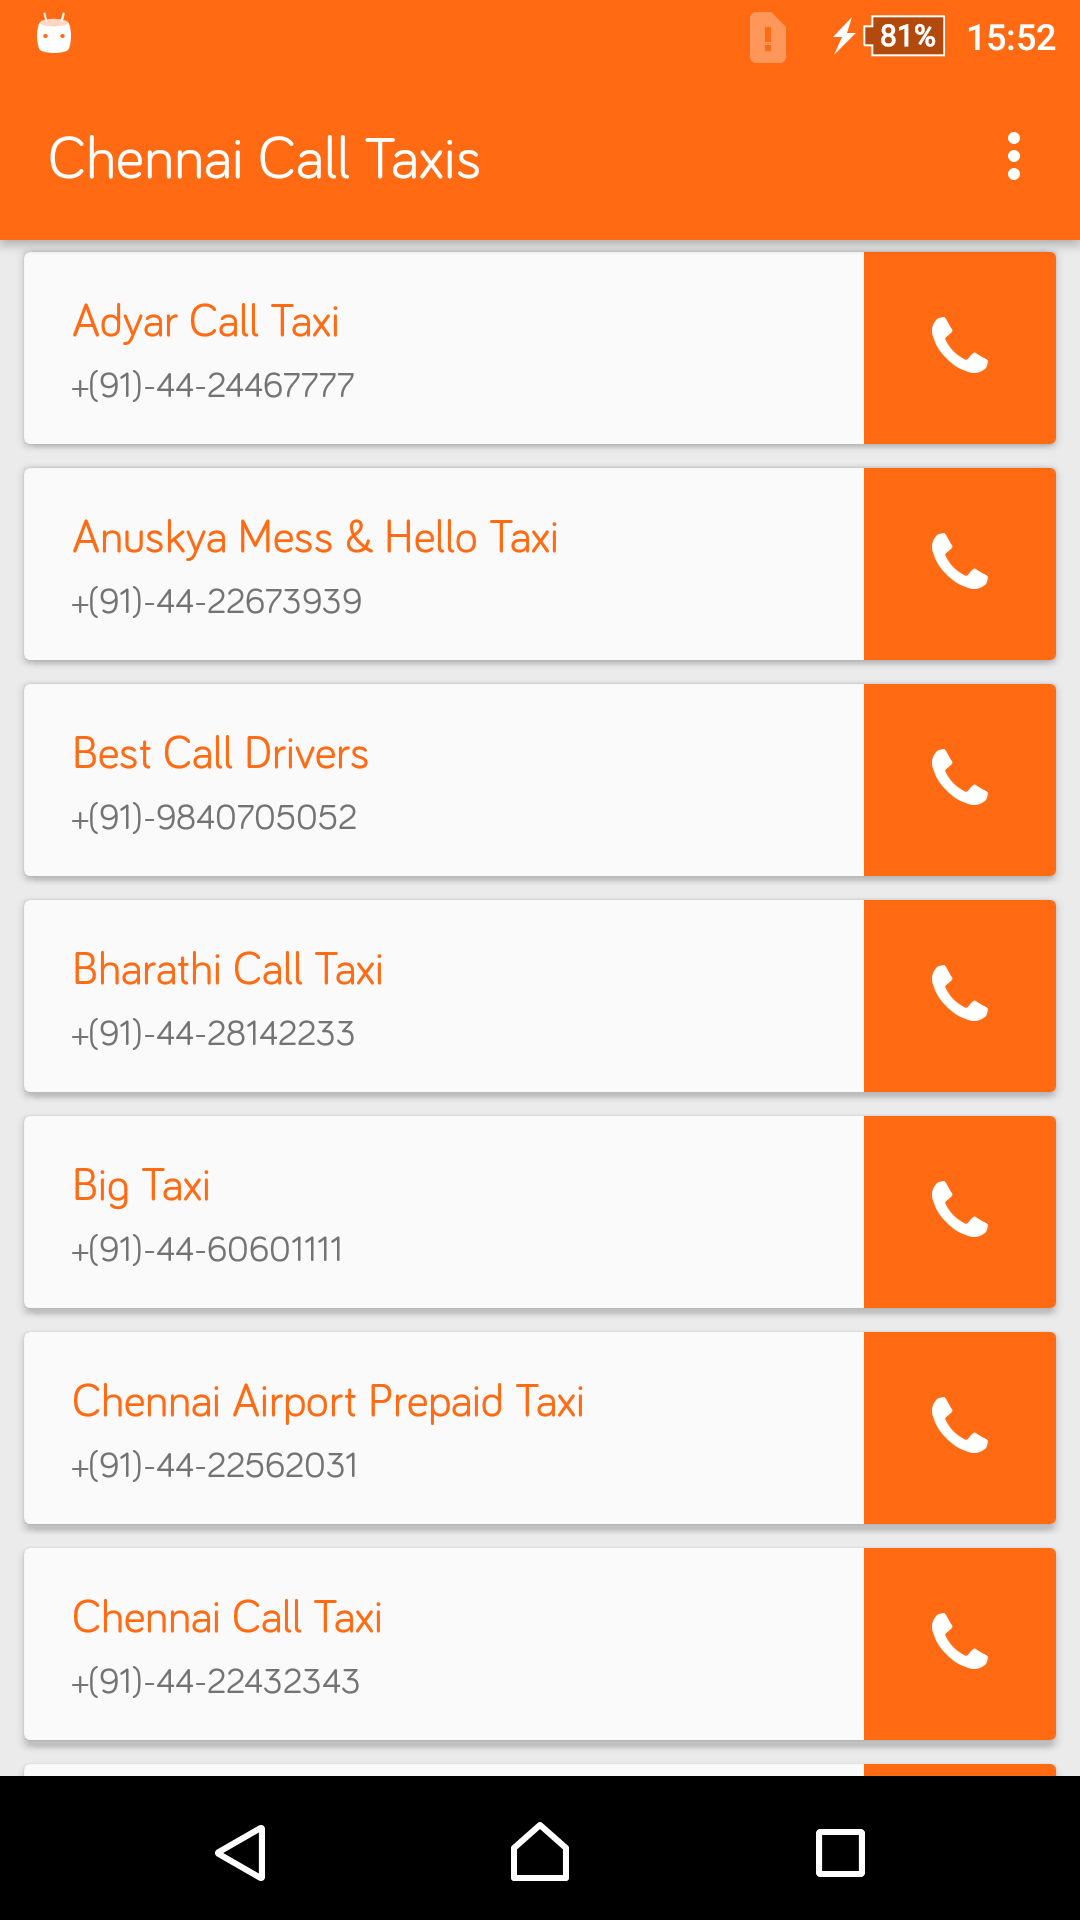 81% 15:52
Chennai Call Taxis
Adyar Call Taxi
+(91)-44-24467777
Anuskya Mess & Hello Taxi
+(91)-44-22673939
Best Call Drivers
+(91)-9840705052
Bharathi Call Taxi
+(91)-44-28142233
Big Taxi
+(91)-44-60601111
Chennai Airport Prepaid Taxi
+(91)-44-22562031
Chennai Call Taxi
+(91)-44-22432343